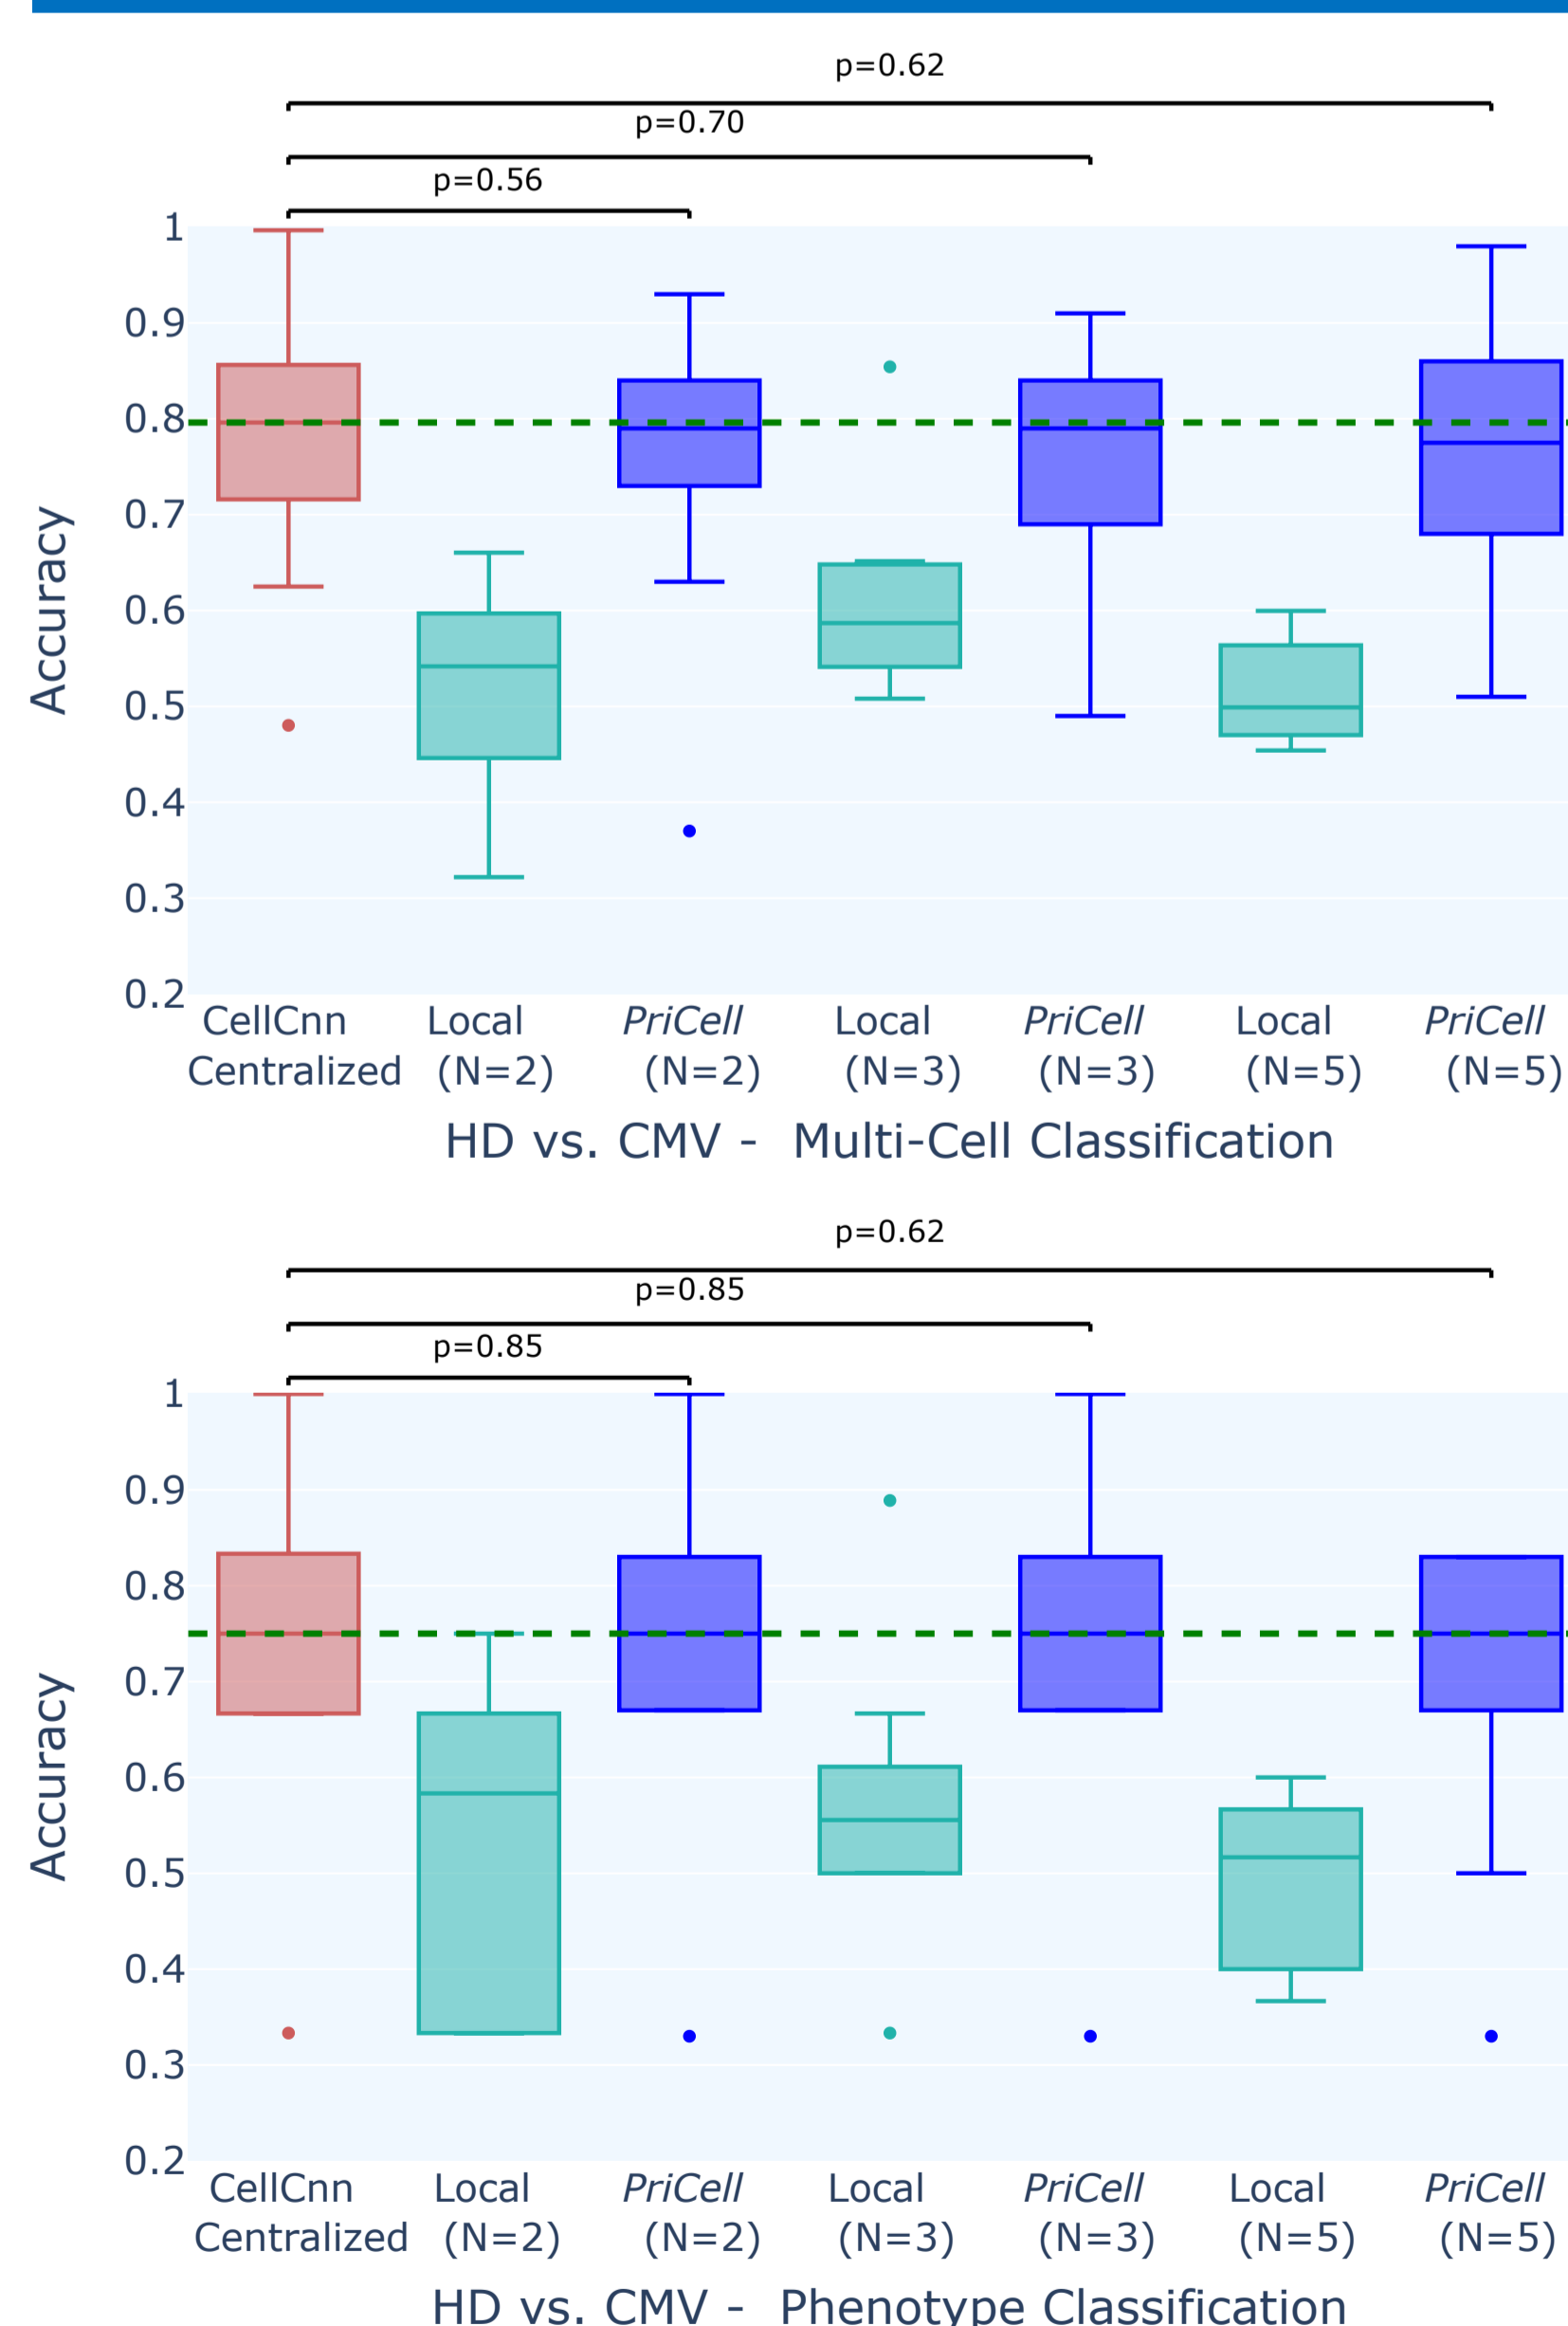 p=0.62
p=0.70
p=0.56
1
0.9
0.8
0.7
0.6
0.5
0.4
0.3
0.2
Accuracy
CellCnn Local PriCell Local PriCell Local PriCell
Centralized (N=2) (N=2) (N=3) (N=3) (N=5) (N=5)
HD vs. CMV - Multi-Cell Classification
p=0.62
p=0.85
p=0.85
1
0.9
0.8
0.7
0.6
0.5
0.4
0.3
0.2
Accuracy
CellCnn Local PriCell Local PriCell Local PriCell
Centralized (N=2) (N=2) (N=3) (N=3) (N=5) (N=5)
HD vs. CMV - Phenotype Classification